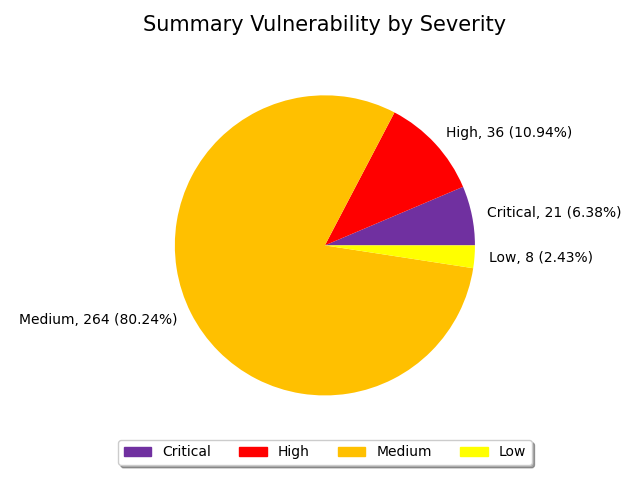 Summary Vulnerability by Severity
High, 36 (10.94%)
Critical, 21 (6.38%)
Low, 8 (2.43%)
Medium, 264 (80.24%)
Critical High Medium Low